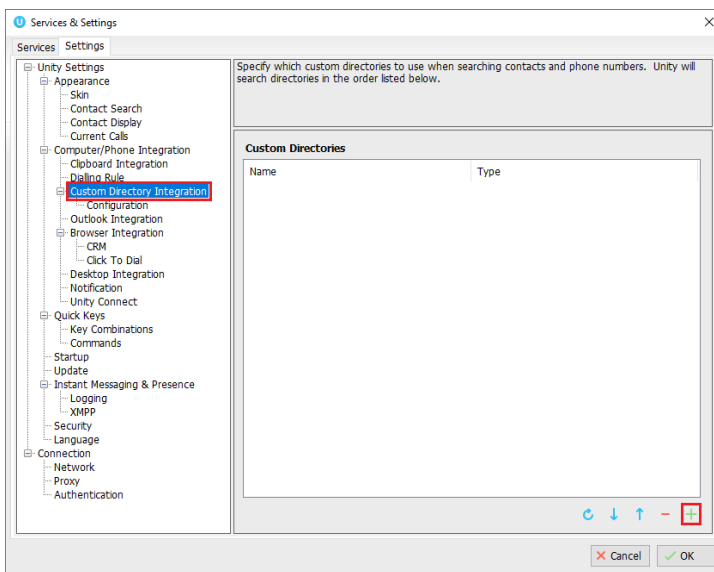 Services & Settings
Services Settings
Unity Settings
Appearance
Skin
Contact Search
Contact Display
Current Calls
Computer/Phone Integration
Clipboard Integration
Dialling Rule
Custom Directory Integration
Configuration
Outlook Integration
Browser Integration
CRM
Click To Dial
Desktop Integration
Notification
Unity Connect
Quick Keys
Key Combinations
Commands
Startup
Update
Instant Messaging & Presence
Logging
XMPP
Security
Language
Connection
Network
Proxy
Authentication
Specify which custom directories to use when searching contacts and phone numbers. Unity will
search directories in the order listed below.
Custom Directories
Name Type
Cancel OK